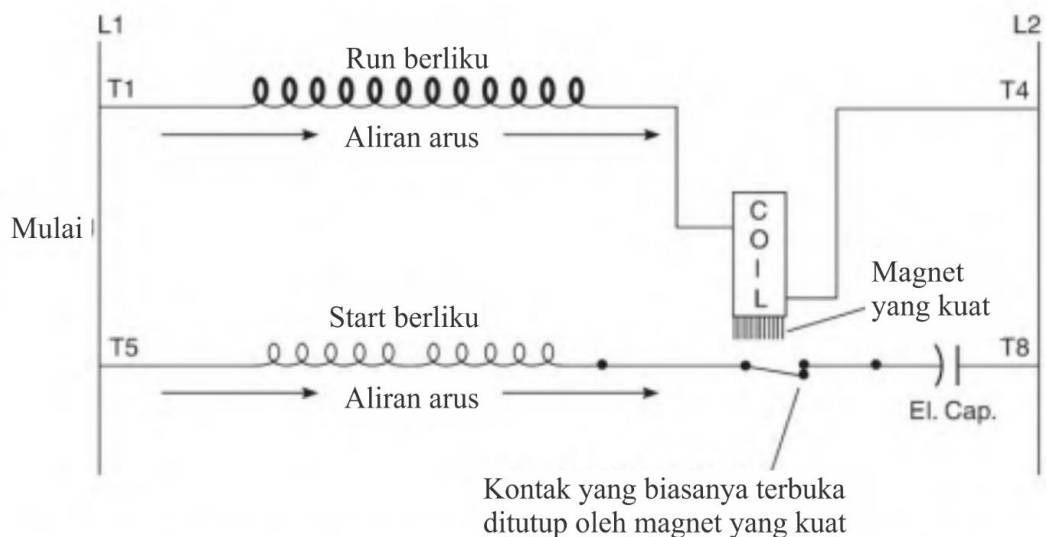 L1
L2
Run berliku
T1
T4
Aliran arus
COIL
Mulai
Magnet
yang kuat
Start berliku
T5
T8
Aliran arus
El. Cap.
Kontak yang biasanya terbuka
ditutup oleh magnet yang kuat